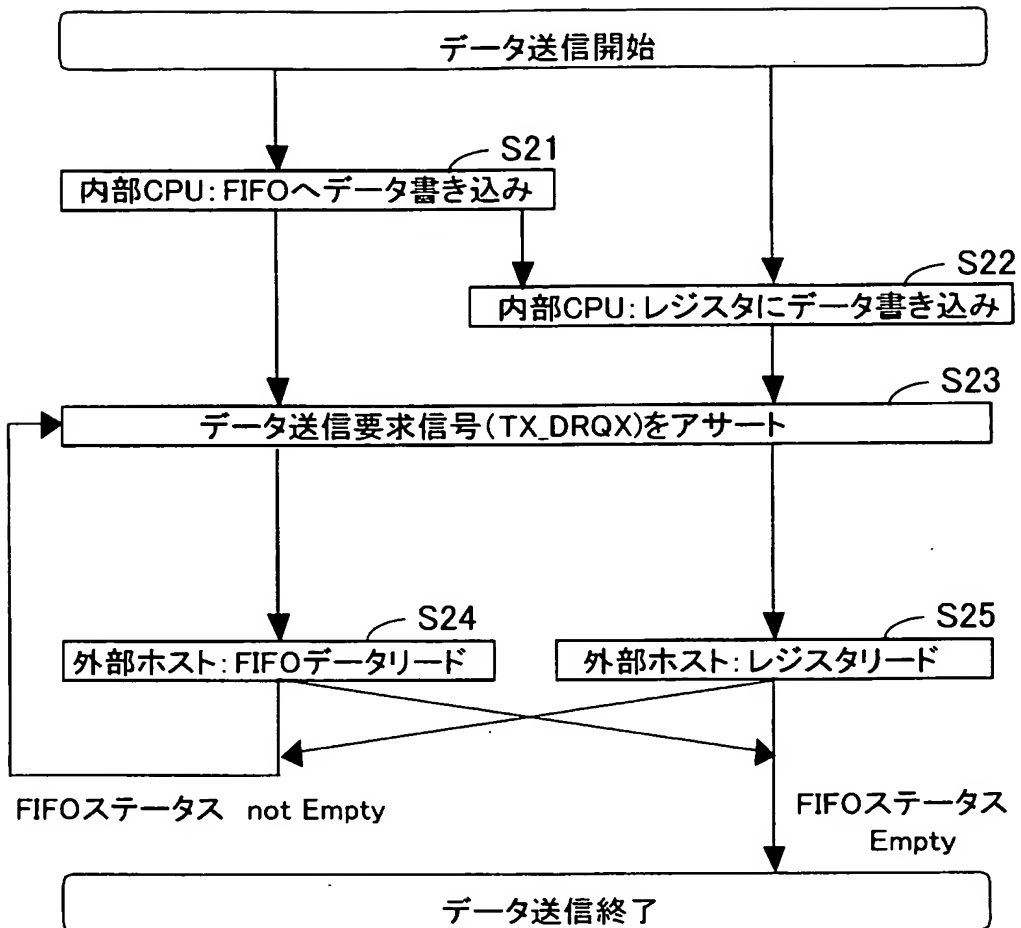 データ送信開始
S21
内部CPU:FIFOへデータ書き込み
S22
内部CPU:レジスタにデータ書き込み
S23
データ送信要求信号(TX_DRQX)をアサート
S24
外部ホスト:FIFOデータリード
S25
外部ホスト:レジスタリード
FIFOステータス not Empty
FIFOステータス
Empty
データ送信終了